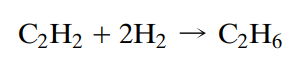 C₂H₂ + 2H₂ → C₂H₆